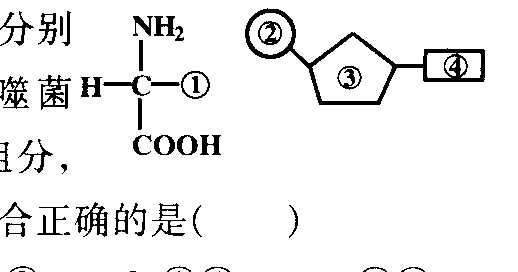 分别
NH₂
②
噬菌
H—C—①
③
④
组分，
COOH
合正确的是(　　)